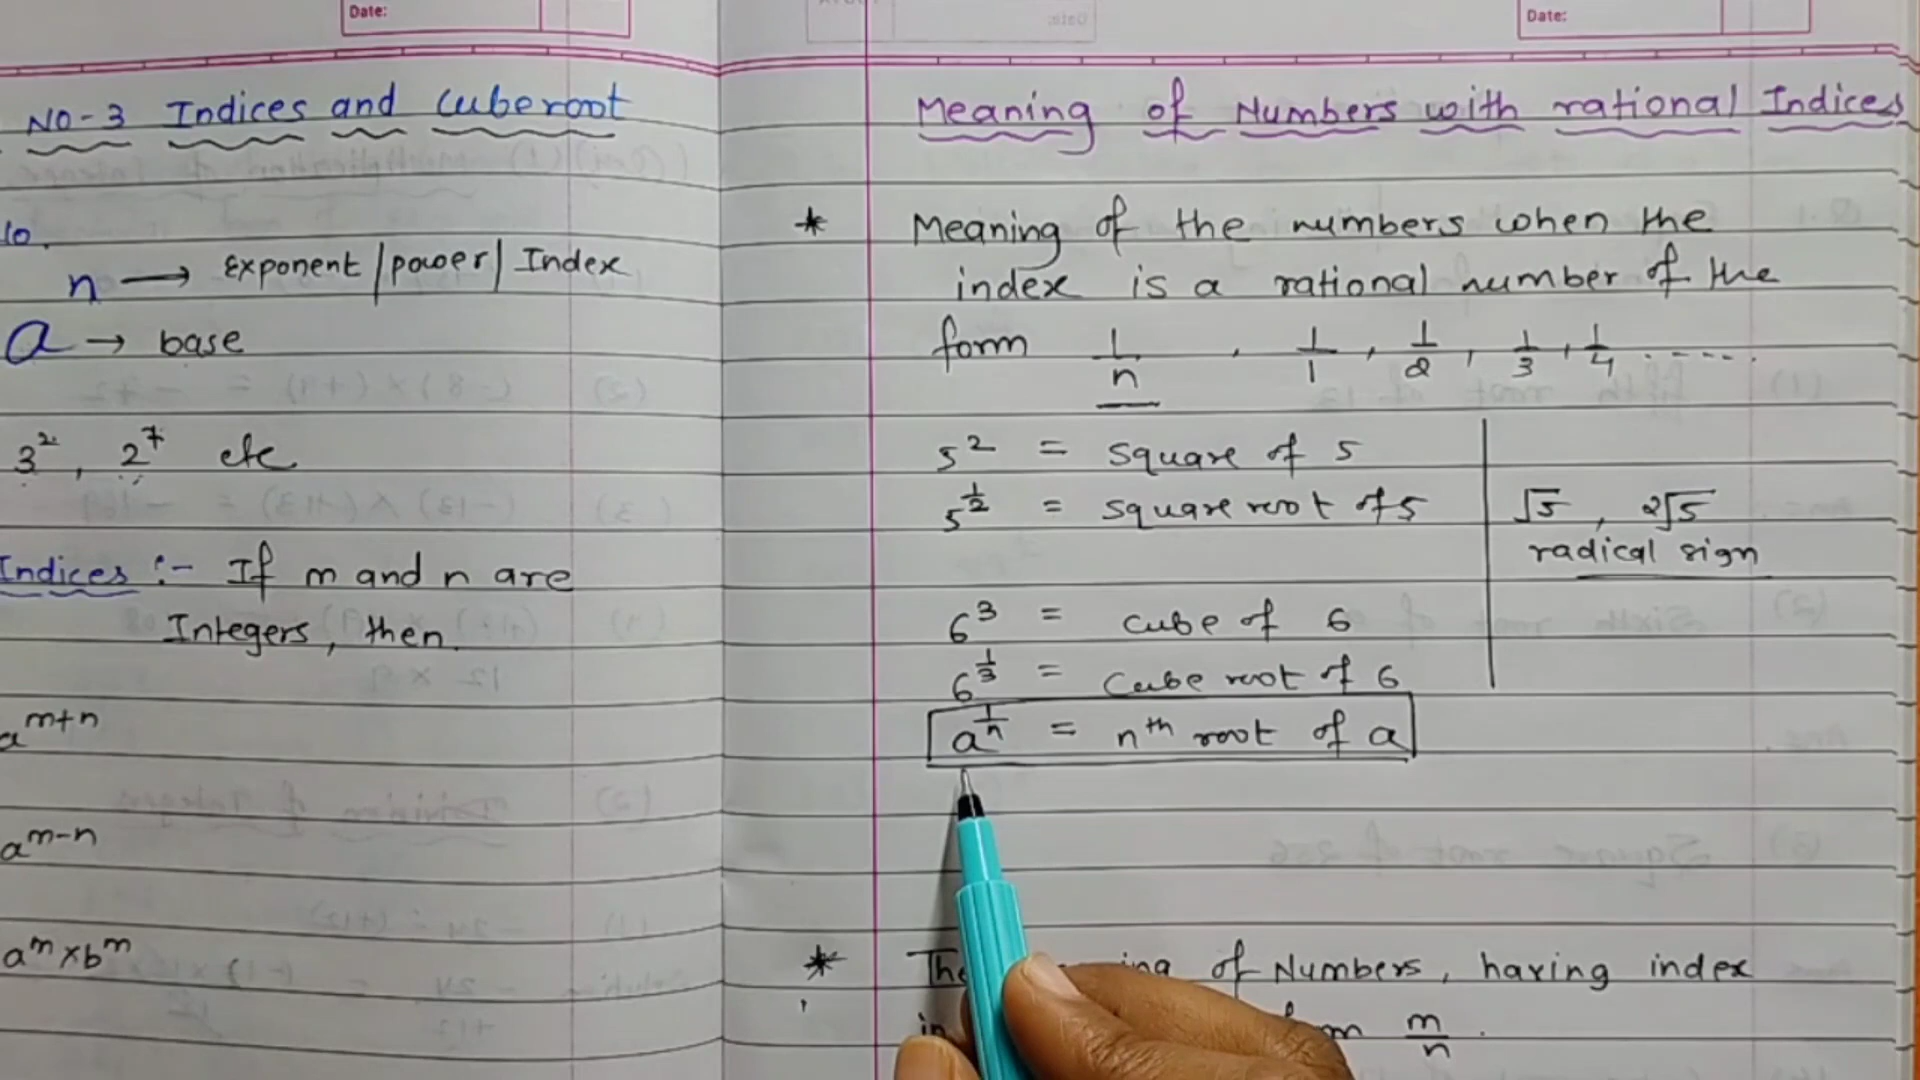 Date:
NO-3 Indices and cuberoot
10.
n → Exponent/power/Index
a → base
3², 2⁷ etc
Indices :- If m and n are
Integers, then.
a^(m+n)
a^(m-n)
a^m × b^m
Date:
Meaning of Numbers with rational Indices
* Meaning of the numbers when the
index is a rational number of the
form 1/n , 1/1, 1/2, 1/3, 1/4 .....
5² = square of 5
5^(1/2) = square root of 5 √5, 2√5
radical sign
6³ = cube of 6
6^(1/3) = Cube root of 6
a^(1/n) = nth root of a
* of Numbers, having index
in m/n.